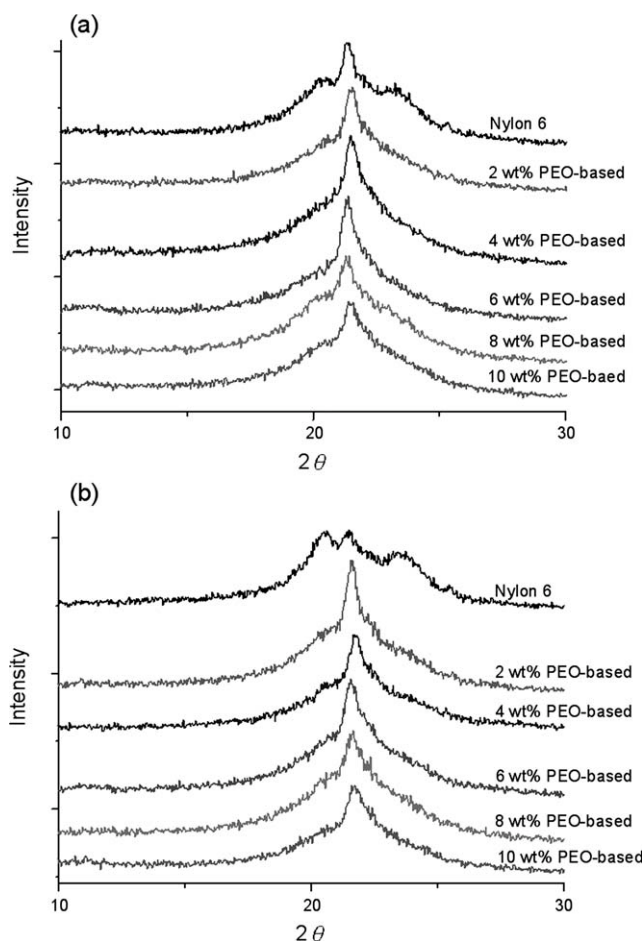 (a)
Intensity
Nylon 6
2 wt% PEO-based
4 wt% PEO-based
6 wt% PEO-based
8 wt% PEO-based
10 wt% PEO-baed
10
20
30
2θ
(b)
Intensity
Nylon 6
2 wt% PEO-based
4 wt% PEO-based
6 wt% PEO-based
8 wt% PEO-based
10 wt% PEO-based
10
20
30
2θ